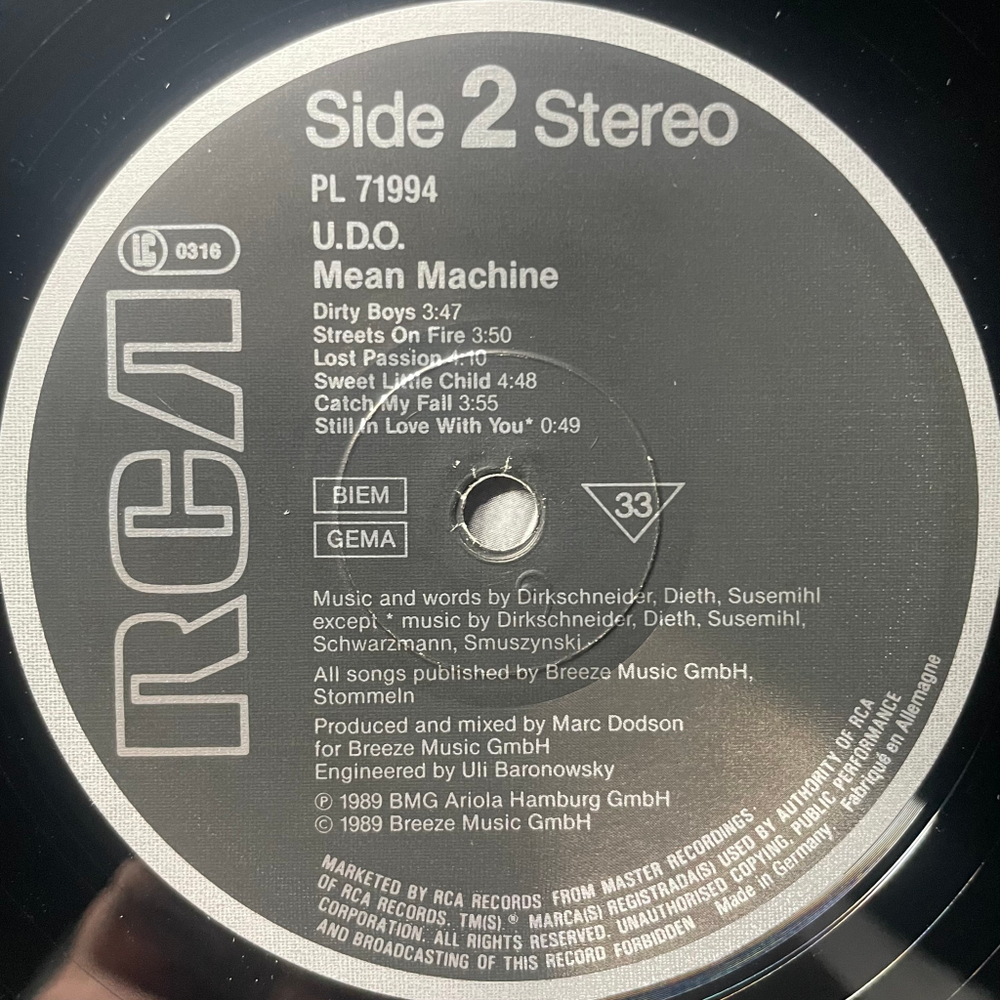 Side 2 Stereo
PL 71994
U.D.O.
Mean Machine
Dirty Boys 3:47
Streets On Fire 3:50
Lost Passion 4:10
Sweet Little Child 4:48
Catch My Fall 3:55
Still In Love With You* 0:49
LC 0316
RCA
BIEM
GEMA
33
Music and words by Dirkschneider, Dieth, Susemihl
except * music by Dirkschneider, Dieth, Susemihl,
Schwarzmann, Smuszynski
All songs published by Breeze Music GmbH,
Stommeln
Produced and mixed by Marc Dodson
for Breeze Music GmbH
Engineered by Uli Baronowsky
Ⓟ 1989 BMG Ariola Hamburg GmbH
© 1989 Breeze Music GmbH
MARKETED BY RCA RECORDS FROM MASTER RECORDINGS
OF RCA RECORDS. TM(S) ® MARCA(S) REGISTRADA(S) USED BY AUTHORITY OF RCA
CORPORATION. ALL RIGHTS RESERVED. UNAUTHORISED COPYING, PUBLIC PERFORMANCE
AND BROADCASTING OF THIS RECORD FORBIDDEN Made in Germany. Fabriqué en Allemagne